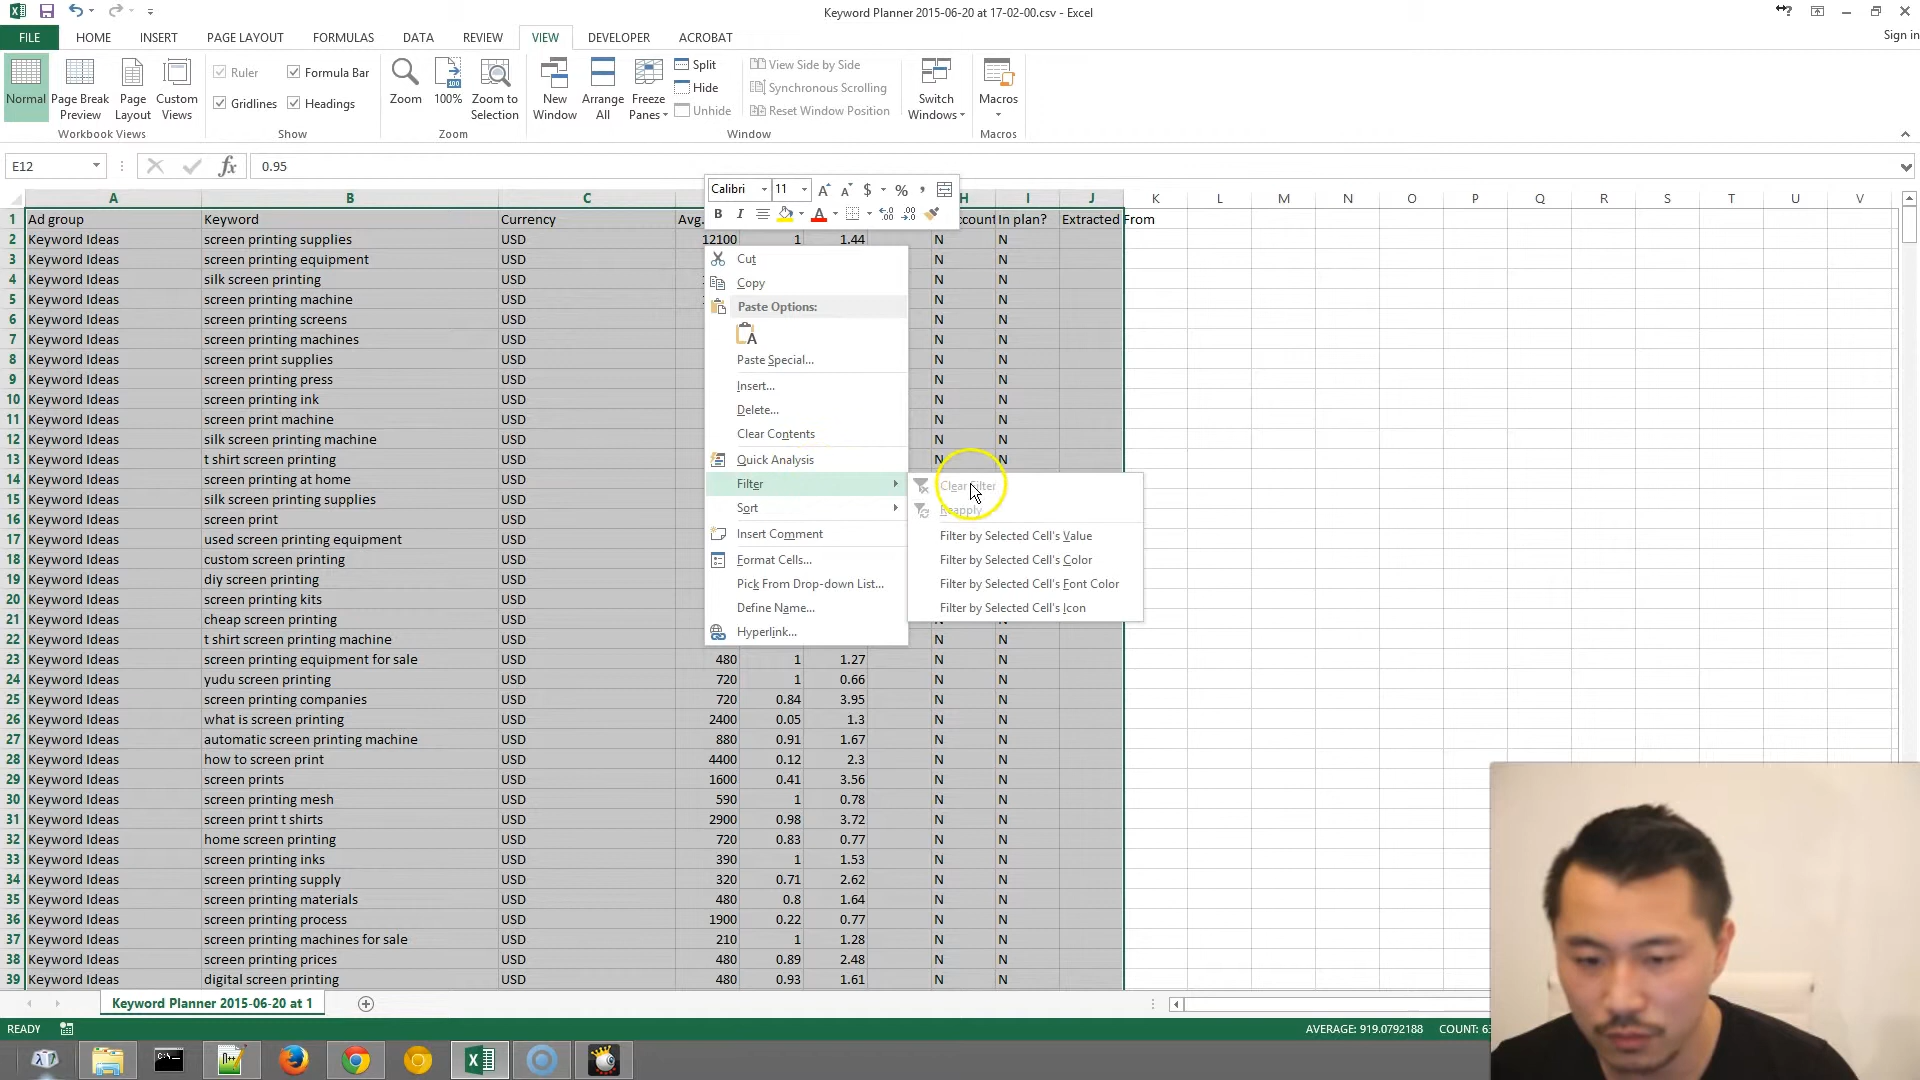 Keyword Planner 2015-06-20 at 17-02-00.csv - Excel
FILE HOME INSERT PAGE LAYOUT FORMULAS DATA REVIEW VIEW DEVELOPER ACROBAT Sign in
Normal Page Break Preview Page Layout Custom Views
Workbook Views
Ruler Formula Bar
Gridlines Headings
Show
Zoom 100% Zoom to Selection
Zoom
New Window Arrange All Freeze Panes
Split
Hide
Unhide
View Side by Side
Synchronous Scrolling
Reset Window Position
Window
Switch Windows
Macros
Macros
E12 fx 0.95
Calibri 11 $ % ,
B I A
A B C H I J K L M N O P Q R S T U V
1 Ad group Keyword Currency Avg. count In plan? Extracted From
2 Keyword Ideas screen printing supplies USD 12100 1 1.44 N N
3 Keyword Ideas screen printing equipment USD N N
4 Keyword Ideas silk screen printing USD N N
5 Keyword Ideas screen printing machine USD N N
6 Keyword Ideas screen printing screens USD N N
7 Keyword Ideas screen printing machines USD N N
8 Keyword Ideas screen print supplies USD N N
9 Keyword Ideas screen printing press USD N N
10 Keyword Ideas screen printing ink USD N N
11 Keyword Ideas screen print machine USD N N
12 Keyword Ideas silk screen printing machine USD N N
13 Keyword Ideas t shirt screen printing USD N N
14 Keyword Ideas screen printing at home USD
15 Keyword Ideas silk screen printing supplies USD
16 Keyword Ideas screen print USD
17 Keyword Ideas used screen printing equipment USD
18 Keyword Ideas custom screen printing USD
19 Keyword Ideas diy screen printing USD
20 Keyword Ideas screen printing kits USD
21 Keyword Ideas cheap screen printing USD
22 Keyword Ideas t shirt screen printing machine USD N N
23 Keyword Ideas screen printing equipment for sale USD 480 1 1.27 N N
24 Keyword Ideas yudu screen printing USD 720 1 0.66 N N
25 Keyword Ideas screen printing companies USD 720 0.84 3.95 N N
26 Keyword Ideas what is screen printing USD 2400 0.05 1.3 N N
27 Keyword Ideas automatic screen printing machine USD 880 0.91 1.67 N N
28 Keyword Ideas how to screen print USD 4400 0.12 2.3 N N
29 Keyword Ideas screen prints USD 1600 0.41 3.56 N N
30 Keyword Ideas screen printing mesh USD 590 1 0.78 N N
31 Keyword Ideas screen print t shirts USD 2900 0.98 3.72 N N
32 Keyword Ideas home screen printing USD 720 0.83 0.77 N N
33 Keyword Ideas screen printing inks USD 390 1 1.53 N N
34 Keyword Ideas screen printing supply USD 320 0.71 2.62 N N
35 Keyword Ideas screen printing materials USD 480 0.8 1.64 N N
36 Keyword Ideas screen printing process USD 1900 0.22 0.77 N N
37 Keyword Ideas screen printing machines for sale USD 210 1 1.28 N N
38 Keyword Ideas screen printing prices USD 480 0.89 2.48 N N
39 Keyword Ideas digital screen printing USD 480 0.93 1.61 N N
Cut
Copy
Paste Options:
Paste Special...
Insert...
Delete...
Clear Contents
Quick Analysis
Filter
Sort
Insert Comment
Format Cells...
Pick From Drop-down List...
Define Name...
Hyperlink...
Clear Filter
Reapply
Filter by Selected Cell's Value
Filter by Selected Cell's Color
Filter by Selected Cell's Font Color
Filter by Selected Cell's Icon
Keyword Planner 2015-06-20 at 1
READY AVERAGE: 919.0792188 COUNT: 63